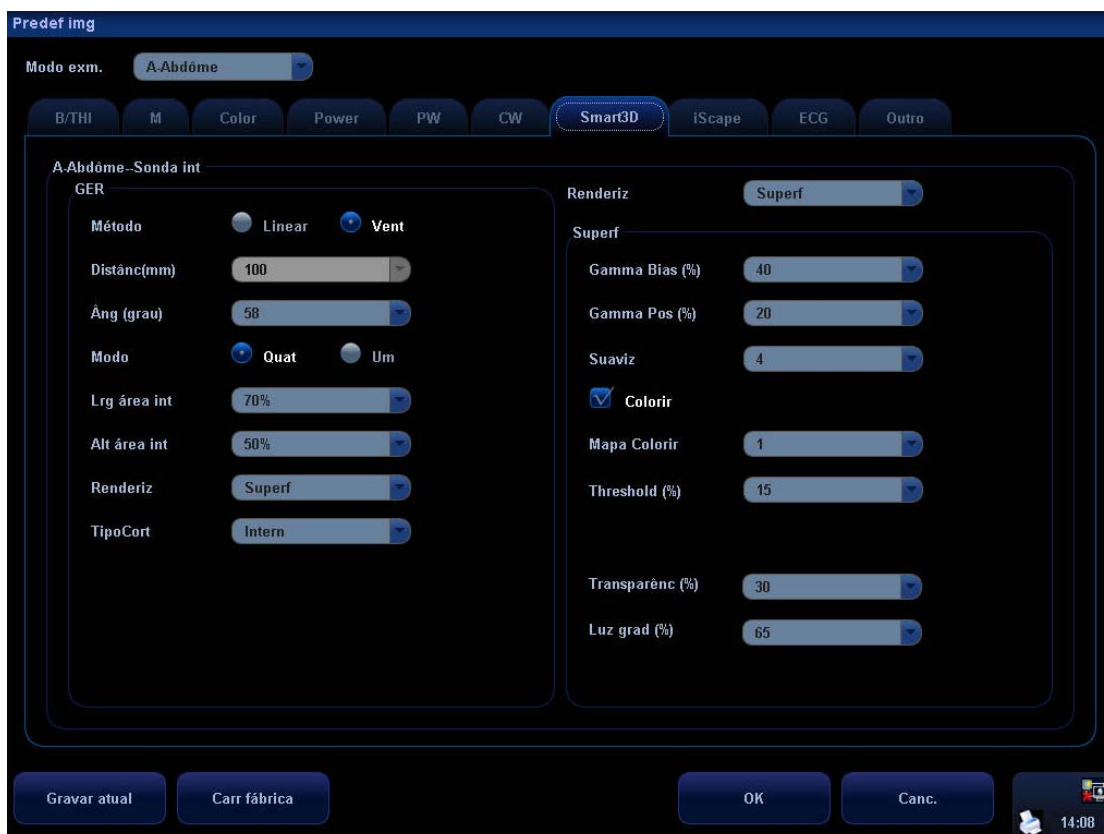 Predef img
Modo exm. A-Abdôme
B/THI M Color Power PW CW Smart3D iScape ECG Outro
A-Abdôme--Sonda int
GER
Método Linear Vent
Distânc(mm) 100
Âng (grau) 58
Modo Quat Um
Lrg área int 70%
Alt área int 50%
Renderiz Superf
TipoCort Intern
Renderiz Superf
Superf
Gamma Bias (%) 40
Gamma Pos (%) 20
Suaviz 4
Colorir
Mapa Colorir 1
Threshold (%) 15
Transparênc (%) 30
Luz grad (%) 65
Gravar atual Carr fábrica OK Canc.
14:08